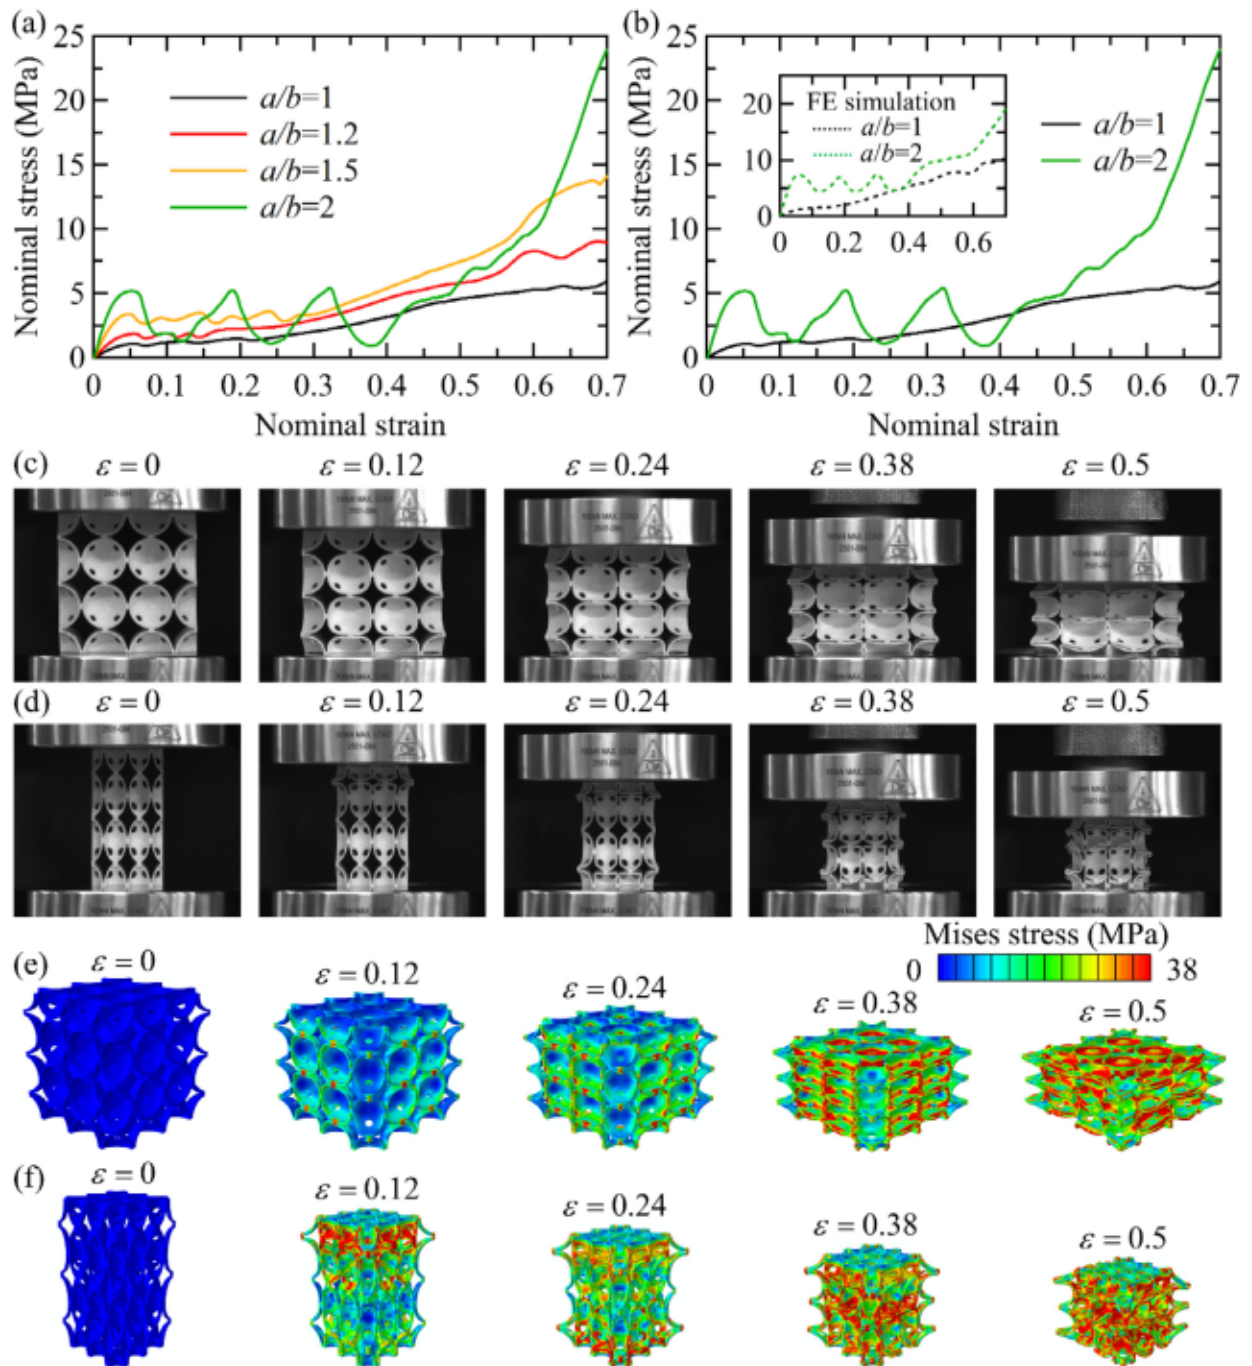 (a)
25
20
15
10
5
0
Nominal stress (MPa)
a/b=1
a/b=1.2
a/b=1.5
a/b=2
0 0.1 0.2 0.3 0.4 0.5 0.6 0.7
Nominal strain
(b)
25
20
15
10
5
0
Nominal stress (MPa)
20
10
0
FE simulation
a/b=1
a/b=2
0 0.2 0.4 0.6
a/b=1
a/b=2
0 0.1 0.2 0.3 0.4 0.5 0.6 0.7
Nominal strain
(c) ε = 0 ε = 0.12 ε = 0.24 ε = 0.38 ε = 0.5
(d) ε = 0 ε = 0.12 ε = 0.24 ε = 0.38 ε = 0.5
Mises stress (MPa)
0 38
(e) ε = 0 ε = 0.12 ε = 0.24 ε = 0.38 ε = 0.5
(f) ε = 0 ε = 0.12 ε = 0.24 ε = 0.38 ε = 0.5